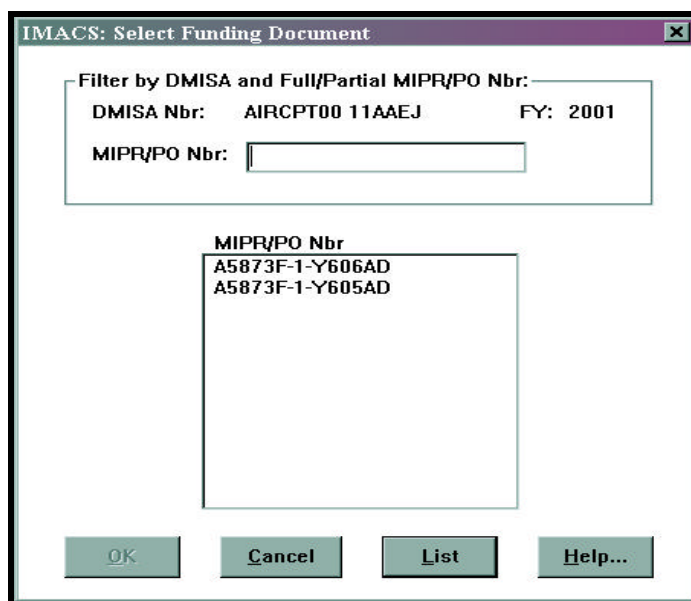 IMACS: Select Funding Document
Filter by DMISA and Full/Partial MIPR/PO Nbr:
DMISA Nbr: AIRCPT00 11AAEJ FY: 2001
MIPR/PO Nbr:
MIPR/PO Nbr
A5873F-1-Y606AD
A5873F-1-Y605AD
OK Cancel List Help...